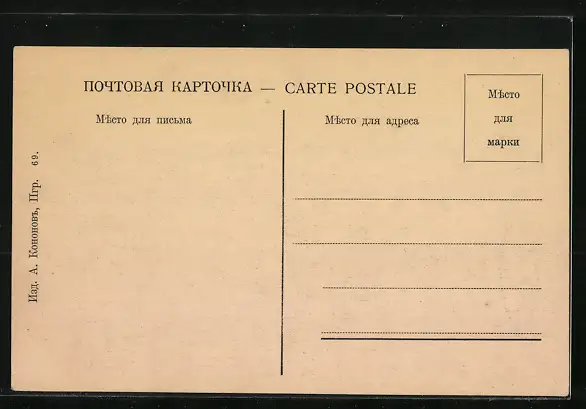 ПОЧТОВАЯ КАРТОЧКА — CARTE POSTALE
Мѣсто для письма
Мѣсто для адреса
Мѣсто
для
марки
Изд. А. Кононовъ, Пгр. 69.